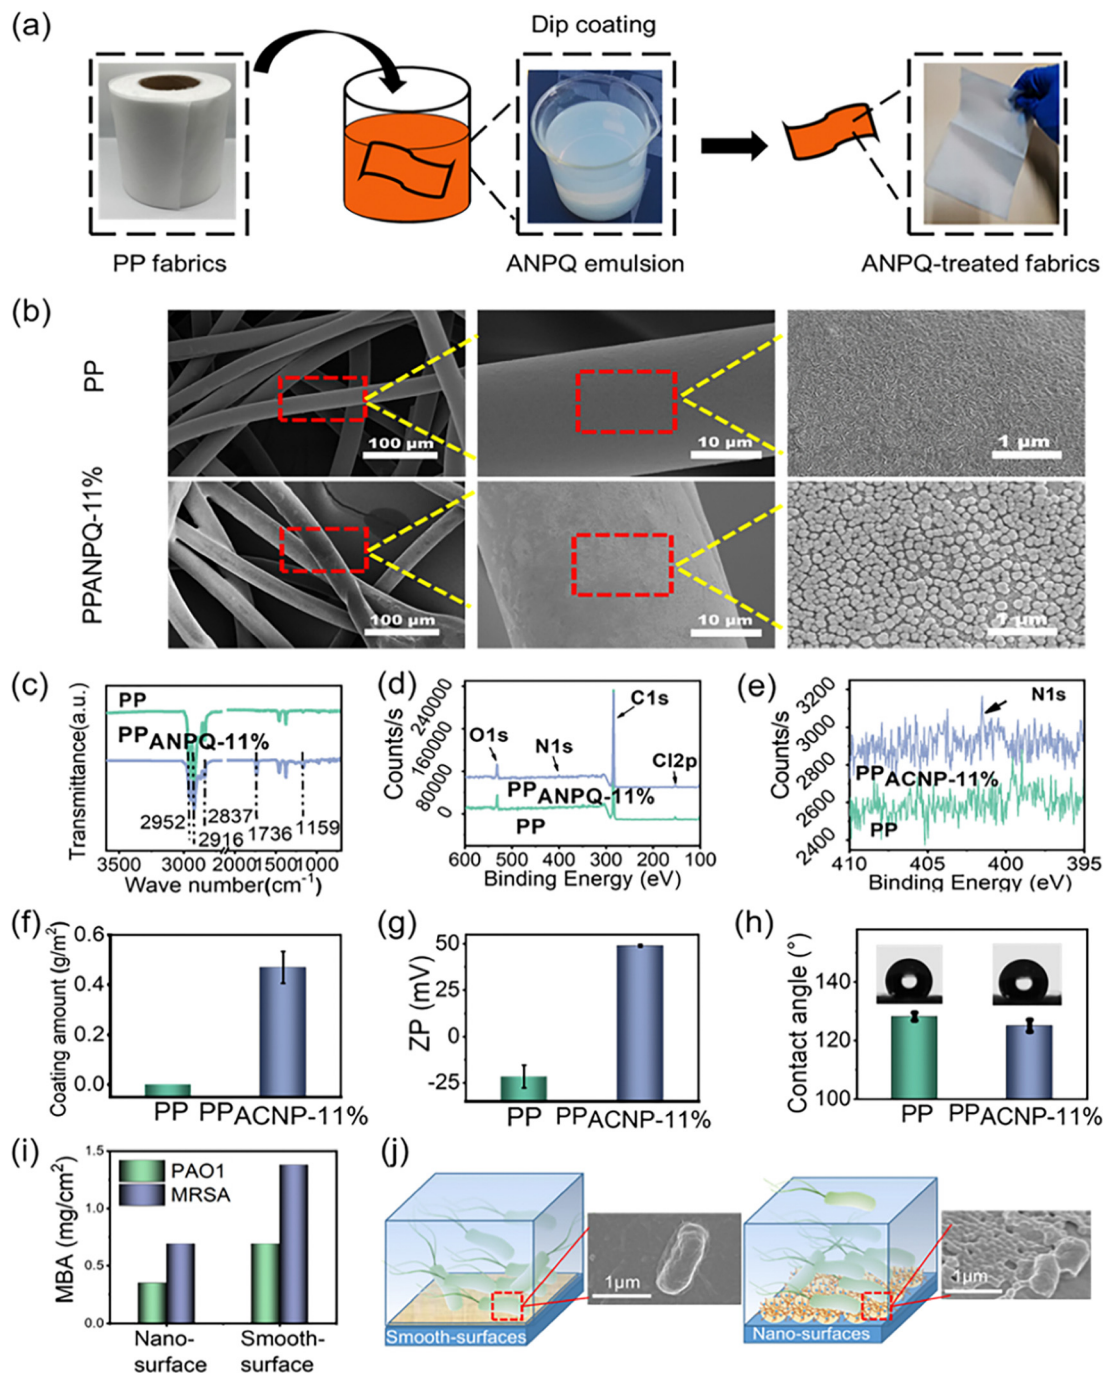 (a)
Dip coating
PP fabrics
ANPQ emulsion
ANPQ-treated fabrics
(b)
PP
100 µm
10 µm
1 µm
PPANPQ-11%
100 µm
10 µm
1 µm
(c)
Transmittance(a.u.)
PP
PPANPQ-11%
2952
2916
2837
1736
1159
3600
3000
2000
1500
1000
Wave number(cm-1)
(d)
Counts/s
240000
160000
80000
0
O1s
N1s
C1s
Cl2p
PPANPQ-11%
PP
600 500 400 300 200 100
Binding Energy (eV)
(e)
Counts/s
3200
3000
2800
2600
2400
N1s
PPACNP-11%
PP
410 405 400 395
Binding Energy (eV)
(f)
Coating amount (g/m2)
0.6
0.4
0.2
0.0
PP PPACNP-11%
(g)
ZP (mV)
50
25
0
-25
PP PPACNP-11%
(h)
Contact angle (°)
140
120
100
PP PPACNP-11%
(i)
MBA (mg/cm2)
1.5
1.0
0.5
0.0
PAO1
MRSA
Nano-
surface
Smooth-
surface
(j)
Smooth-surfaces
1µm
Nano-surfaces
1µm